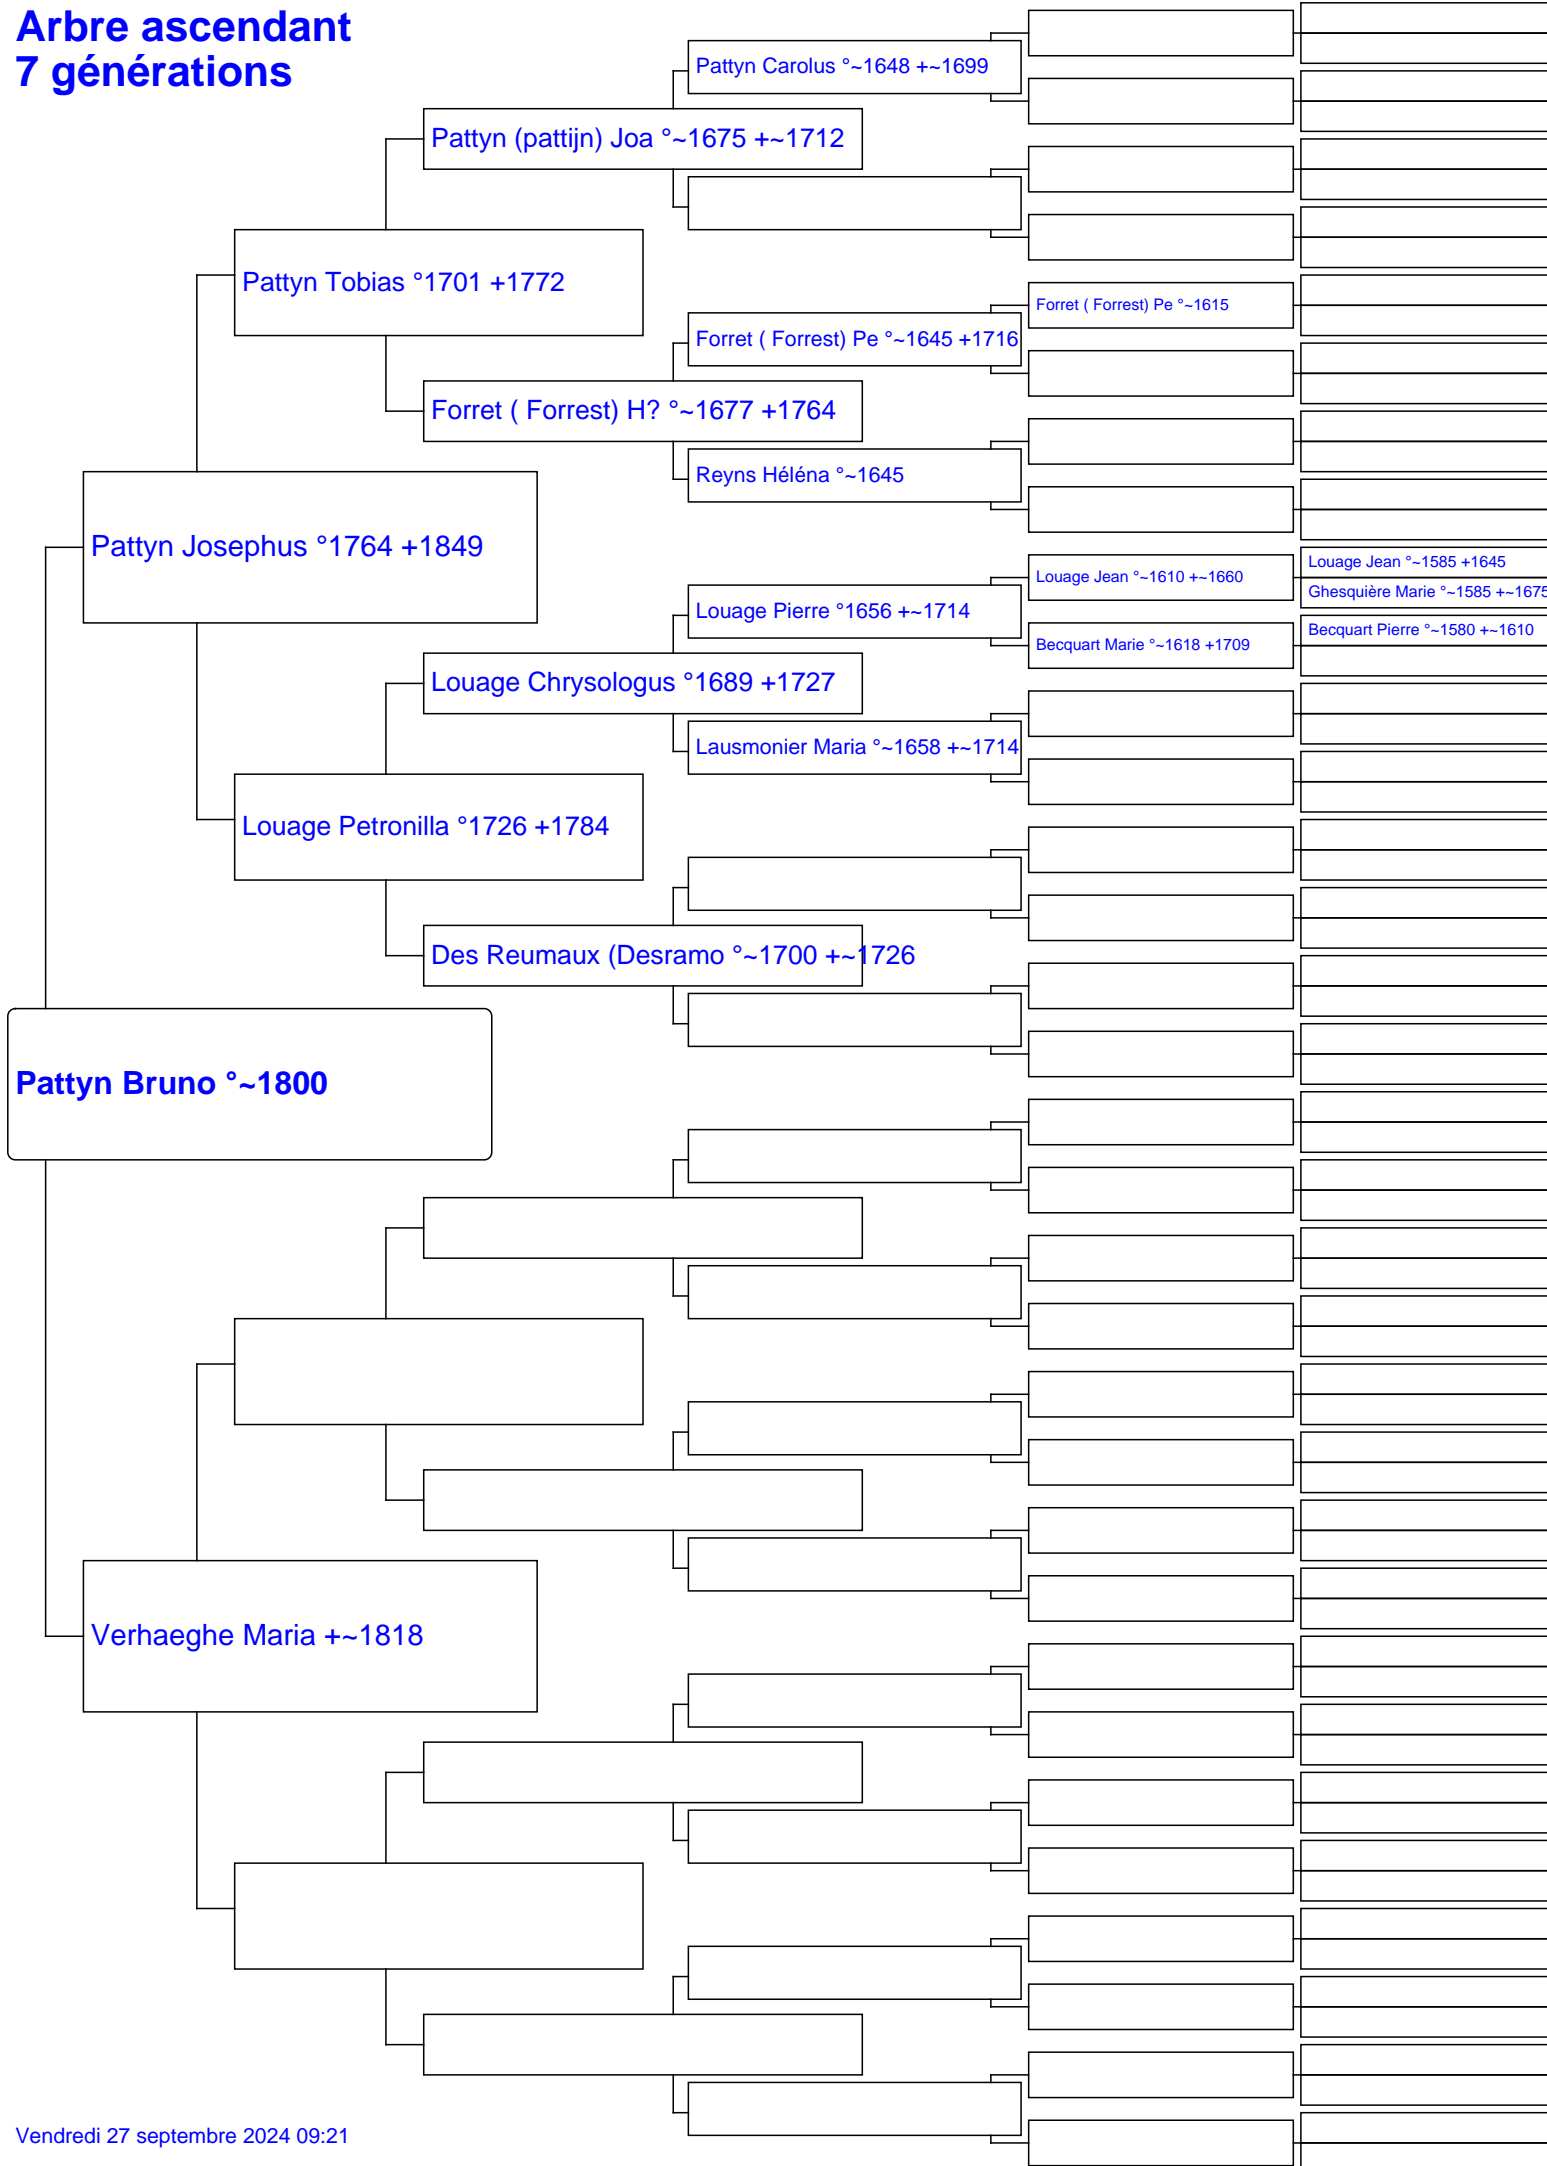 Arbre ascendant
7 générations
Pattyn Carolus °~1648 +~1699
Pattyn (pattijn) Joa °~1675 +~1712
Pattyn Tobias °1701 +1772
Forret ( Forrest) Pe °~1615
Forret ( Forrest) Pe °~1645 +1716
Forret ( Forrest) H? °~1677 +1764
Reyns Héléna °~1645
Pattyn Josephus °1764 +1849
Louage Jean °~1585 +1645
Louage Jean °~1610 +~1660
Ghesquière Marie °~1585 +~1675
Louage Pierre °1656 +~1714
Becquart Pierre °~1580 +~1610
Becquart Marie °~1618 +1709
Louage Chrysologus °1689 +1727
Lausmonier Maria °~1658 +~1714
Louage Petronilla °1726 +1784
Des Reumaux (Desramo °~1700 +~1726
Pattyn Bruno °~1800
Verhaeghe Maria +~1818
Vendredi 27 septembre 2024 09:21